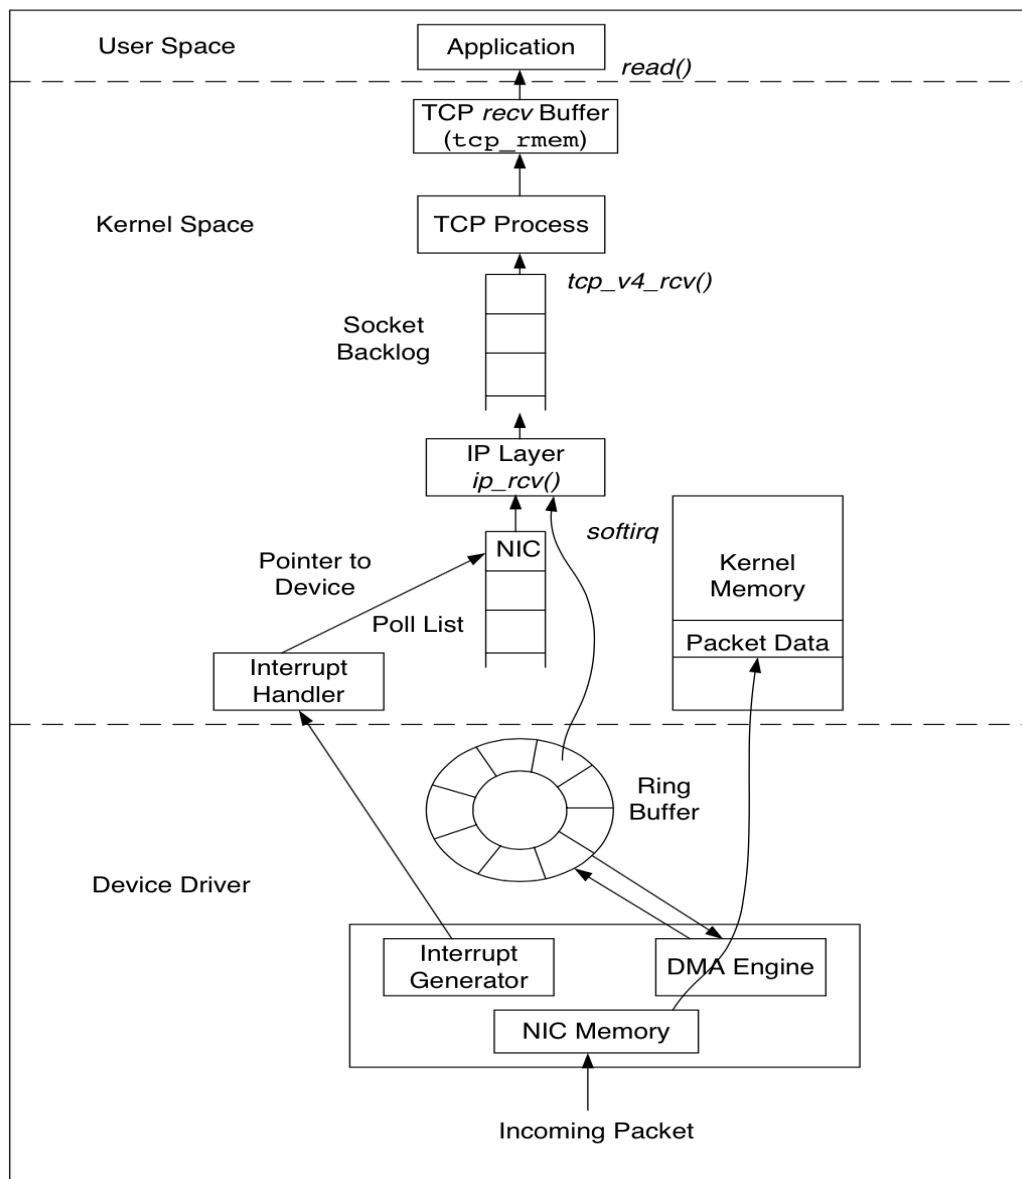 User Space
Application
read()
TCP recv Buffer
(tcp_rmem)
Kernel Space
TCP Process
tcp_v4_rcv()
Socket
Backlog
IP Layer
ip_rcv()
softirq
NIC
Pointer to
Device
Kernel
Memory
Poll List
Packet Data
Interrupt
Handler
Ring
Buffer
Device Driver
Interrupt
Generator
DMA Engine
NIC Memory
Incoming Packet